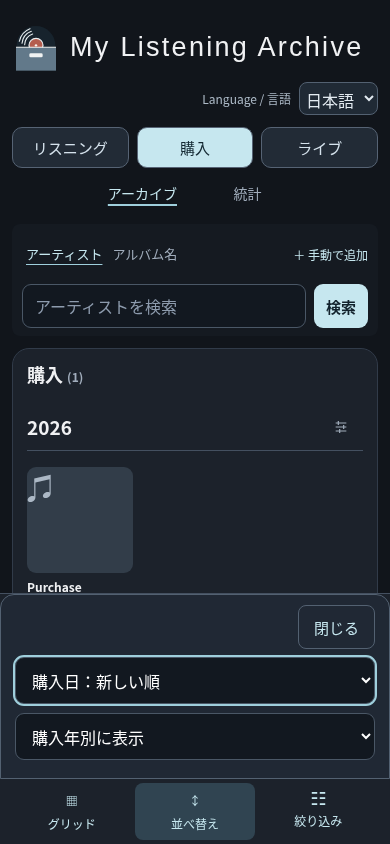 My Listening Archive
Language / 言語 日本語
リスニング 購入 ライブ
アーカイブ 統計
アーティスト アルバム名 ＋ 手動で追加
アーティストを検索 検索
購入 (1)
2026
Purchase
閉じる
購入日：新しい順
購入年別に表示
グリッド 並べ替え 絞り込み